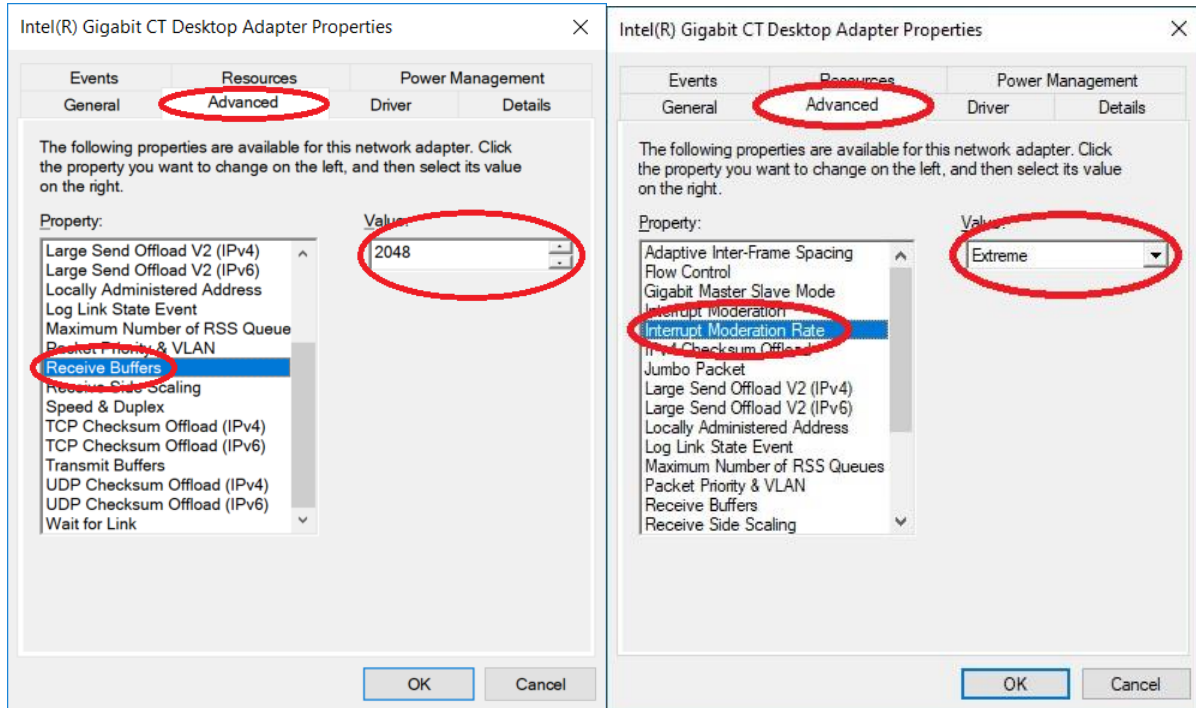 Intel(R) Gigabit CT Desktop Adapter Properties
Events Resources Power Management
General Advanced Driver Details
The following properties are available for this network adapter. Click
the property you want to change on the left, and then select its value
on the right.
Property:
Value:
Large Send Offload V2 (IPv4)
Large Send Offload V2 (IPv6)
Locally Administered Address
Log Link State Event
Maximum Number of RSS Queue
Packet Priority & VLAN
Receive Buffers
Receive Side Scaling
Speed & Duplex
TCP Checksum Offload (IPv4)
TCP Checksum Offload (IPv6)
Transmit Buffers
UDP Checksum Offload (IPv4)
UDP Checksum Offload (IPv6)
Wait for Link
2048
OK Cancel
Intel(R) Gigabit CT Desktop Adapter Properties
Events Resources Power Management
General Advanced Driver Details
The following properties are available for this network adapter. Click
the property you want to change on the left, and then select its value
on the right.
Property:
Value:
Adaptive Inter-Frame Spacing
Flow Control
Gigabit Master Slave Mode
Interrupt Moderation
Interrupt Moderation Rate
IPv4 Checksum Offload
Jumbo Packet
Large Send Offload V2 (IPv4)
Large Send Offload V2 (IPv6)
Locally Administered Address
Log Link State Event
Maximum Number of RSS Queues
Packet Priority & VLAN
Receive Buffers
Receive Side Scaling
Extreme
OK Cancel